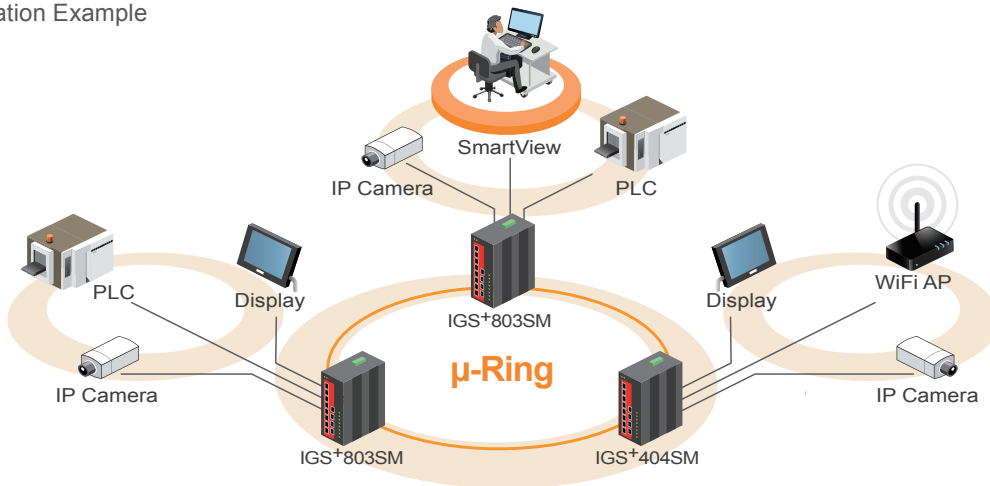 ation Example
SmartView
IP Camera
PLC
PLC
Display
IGS+803SM
Display
WiFi AP
µ-Ring
IP Camera
IP Camera
IGS+803SM
IGS+404SM